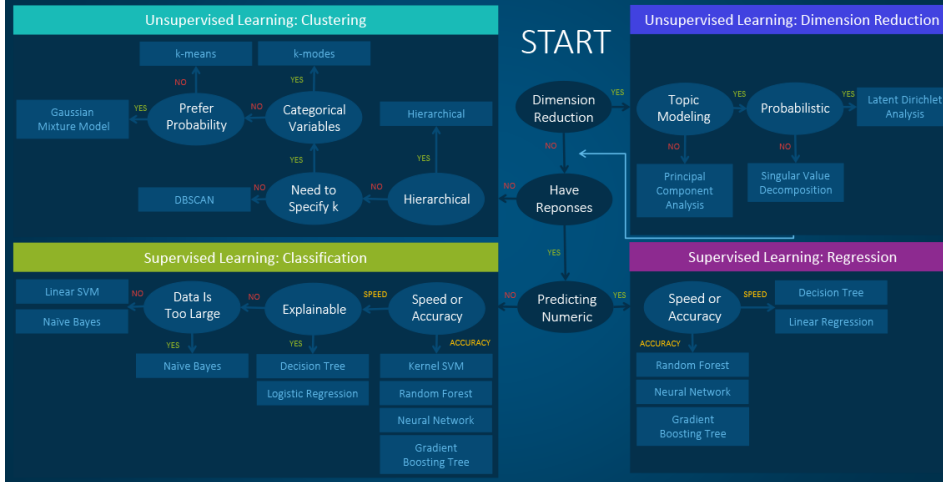 Unsupervised Learning: Clustering
START
Unsupervised Learning: Dimension Reduction
k-means
k-modes
NO
YES
Gaussian
Mixture Model
YES
Prefer
Probability
NO
Categorical
Variables
Hierarchical
YES
YES
DBSCAN
NO
Need to
Specify k
NO
Hierarchical
NO
Dimension
Reduction
YES
NO
Have
Reponses
YES
Topic
Modeling
YES
Probabilistic
YES
Latent Dirichlet
Analysis
NO
NO
Principal
Component
Analysis
Singular Value
Decomposition
Supervised Learning: Classification
Supervised Learning: Regression
Linear SVM
Naïve Bayes
NO
Data Is
Too Large
NO
Explainable
SPEED
Speed or
Accuracy
NO
Predicting
Numeric
YES
Speed or
Accuracy
SPEED
Decision Tree
Linear Regression
YES
YES
ACCURACY
ACCURACY
Naïve Bayes
Decision Tree
Logistic Regression
Kernel SVM
Random Forest
Neural Network
Gradient
Boosting Tree
Random Forest
Neural Network
Gradient
Boosting Tree